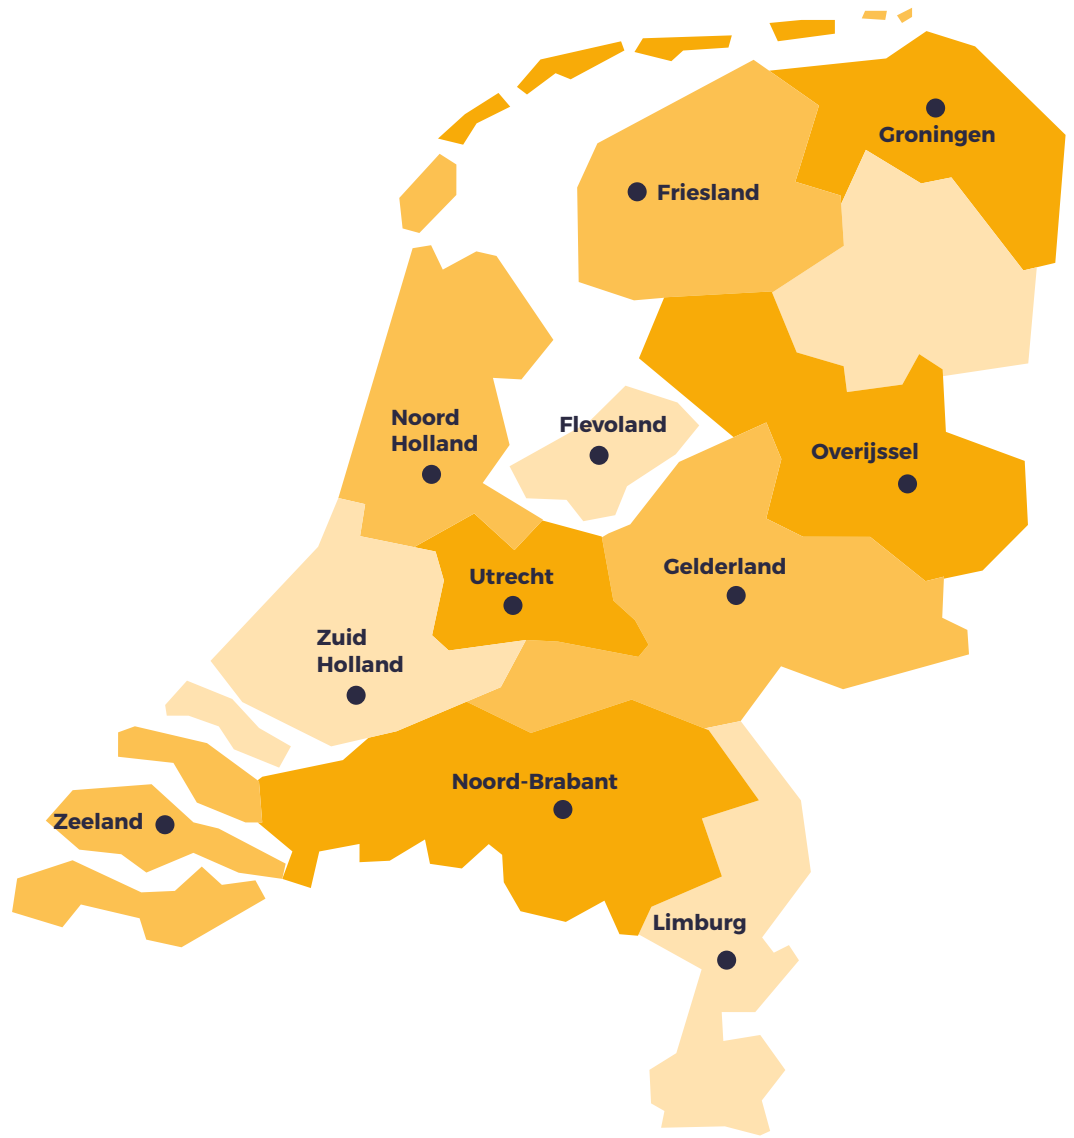 Groningen
Friesland
Noord
Holland
Flevoland
Overijssel
Utrecht
Gelderland
Zuid
Holland
Noord-Brabant
Zeeland
Limburg